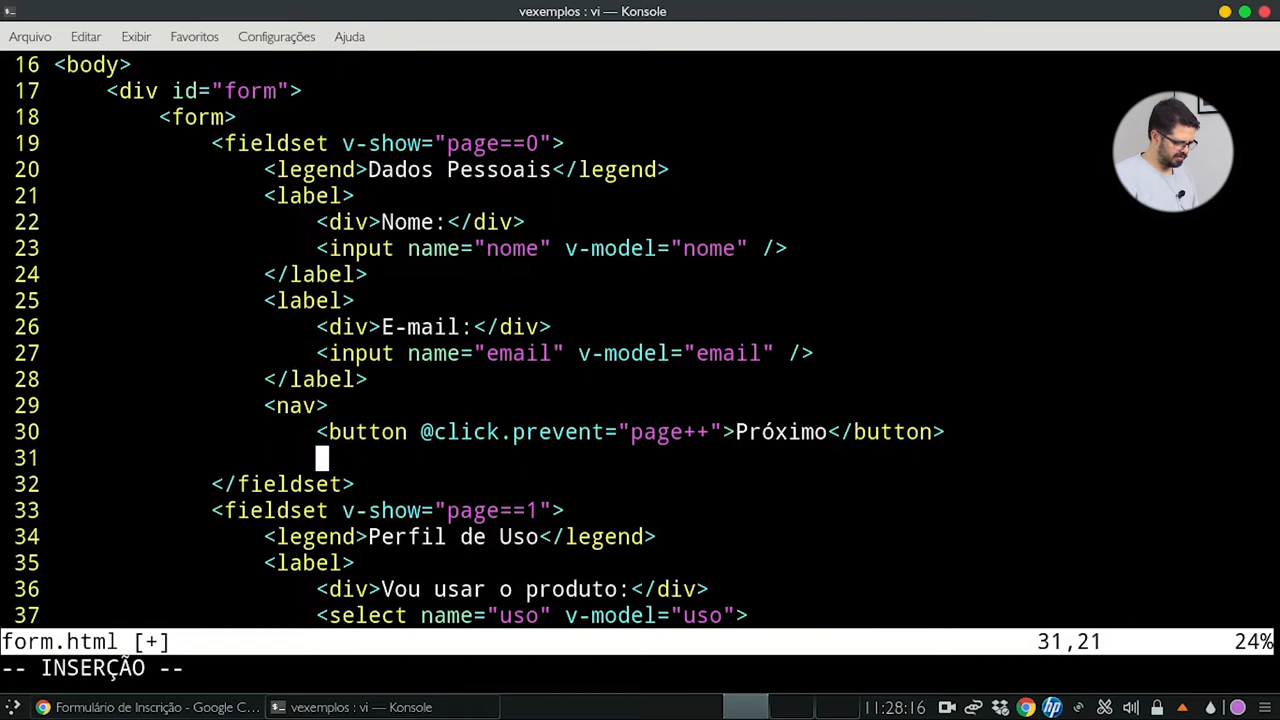 vexemplos : vi — Konsole
Arquivo Editar Exibir Favoritos Configurações Ajuda
16 <body>
17 <div id="form">
18 <form>
19 <fieldset v-show="page==0">
20 <legend>Dados Pessoais</legend>
21 <label>
22 <div>Nome:</div>
23 <input name="nome" v-model="nome" />
24 </label>
25 <label>
26 <div>E-mail:</div>
27 <input name="email" v-model="email" />
28 </label>
29 <nav>
30 <button @click.prevent="page++">Próximo</button>
31
32 </fieldset>
33 <fieldset v-show="page==1">
34 <legend>Perfil de Uso</legend>
35 <label>
36 <div>Vou usar o produto:</div>
37 <select name="uso" v-model="uso">
form.html [+] 31,21 24%
-- INSERÇÃO --
Formulário de Inscrição - Google C... vexemplos : vi — Konsole 11:28:16